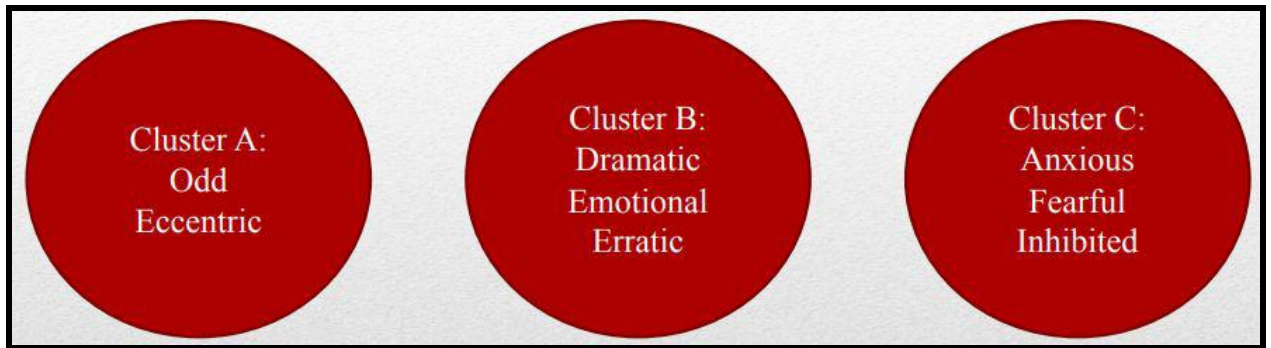 Cluster A:
Odd
Eccentric
Cluster B:
Dramatic
Emotional
Erratic
Cluster C:
Anxious
Fearful
Inhibited